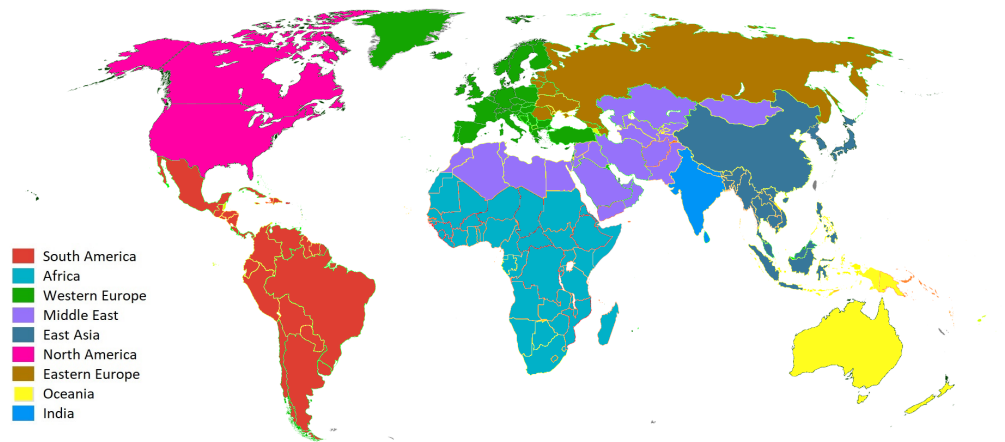 South America
Africa
Western Europe
Middle East
East Asia
North America
Eastern Europe
Oceania
India